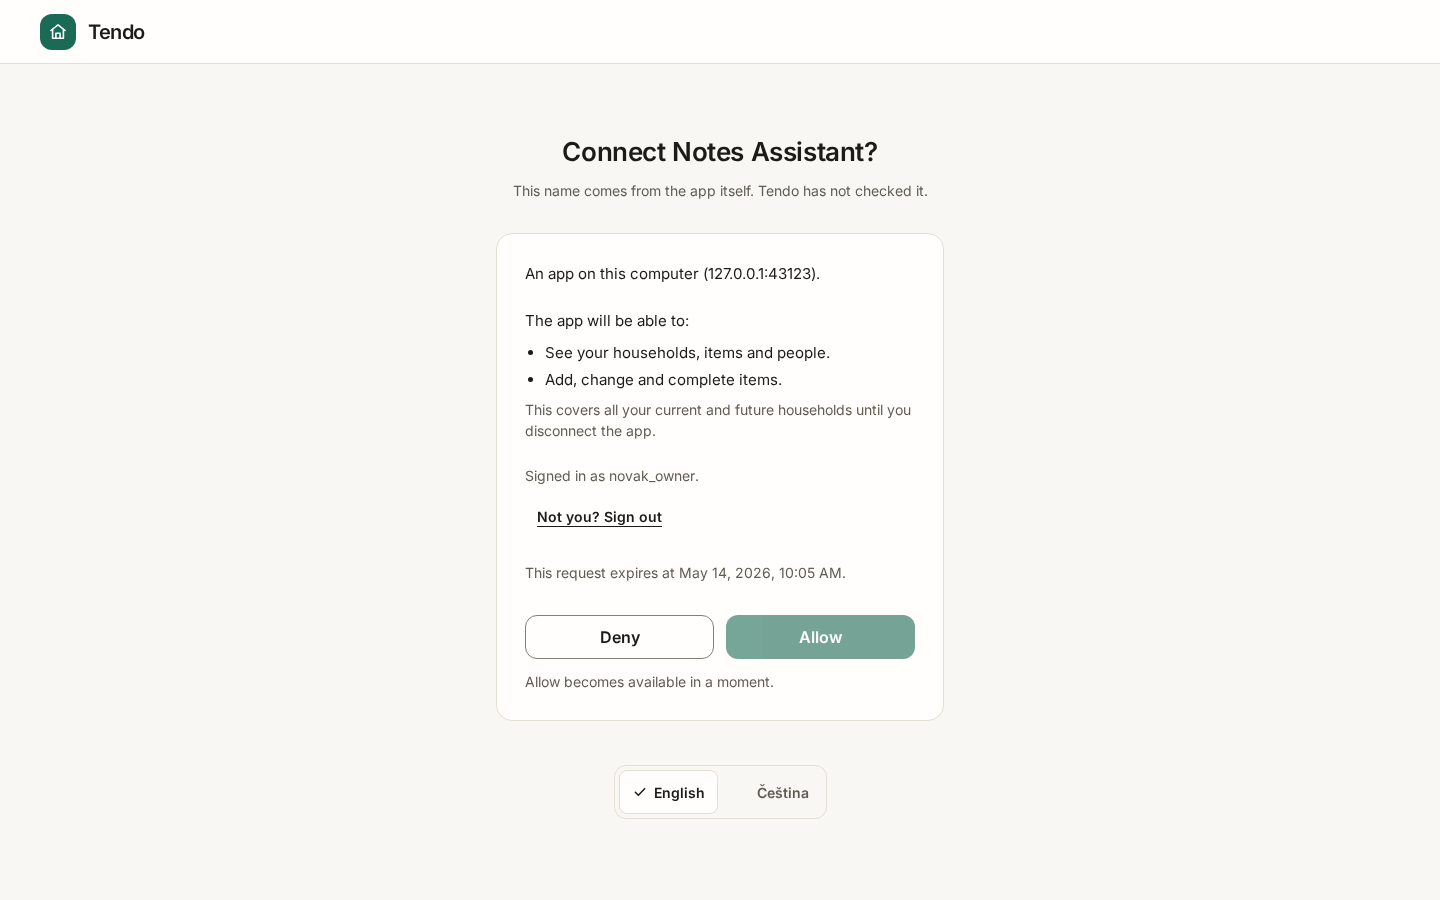 Tendo
Connect Notes Assistant?
This name comes from the app itself. Tendo has not checked it.
An app on this computer (127.0.0.1:43123).
The app will be able to:
• See your households, items and people.
• Add, change and complete items.
This covers all your current and future households until you
disconnect the app.
Signed in as novak_owner.
Not you? Sign out
This request expires at May 14, 2026, 10:05 AM.
Deny Allow
Allow becomes available in a moment.
English Čeština